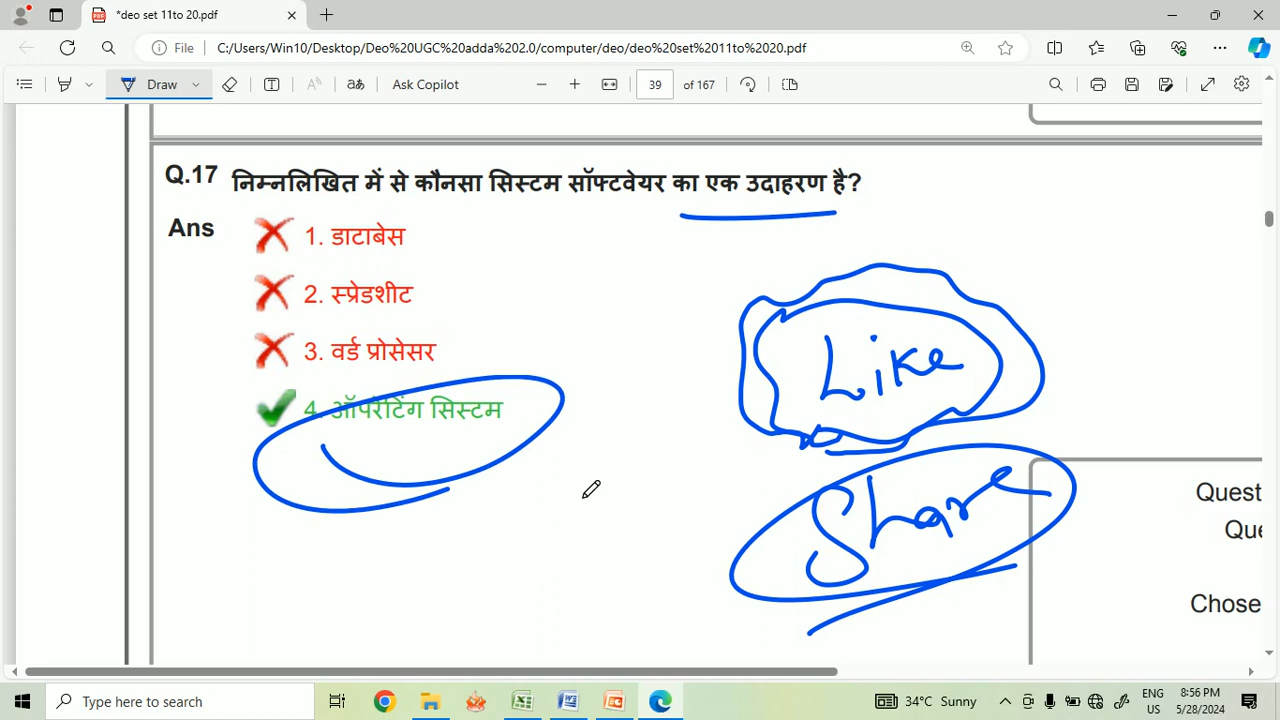 *deo set 11to 20.pdf
File C:/Users/Win10/Desktop/Deo%20UGC%20adda%202.0/computer/deo/deo%20set%2011to%2020.pdf
Draw aあ Ask Copilot 39 of 167
Q.17 निम्नलिखित में से कौनसा सिस्टम सॉफ्टवेयर का एक उदाहरण है?
Ans 1. डाटाबेस
2. स्प्रेडशीट
3. वर्ड प्रोसेसर
4. ऑपरेटिंग सिस्टम
Like
Share
Quest
Que
Chose
Type here to search 34°C Sunny ENG 8:56 PM
US 5/28/2024